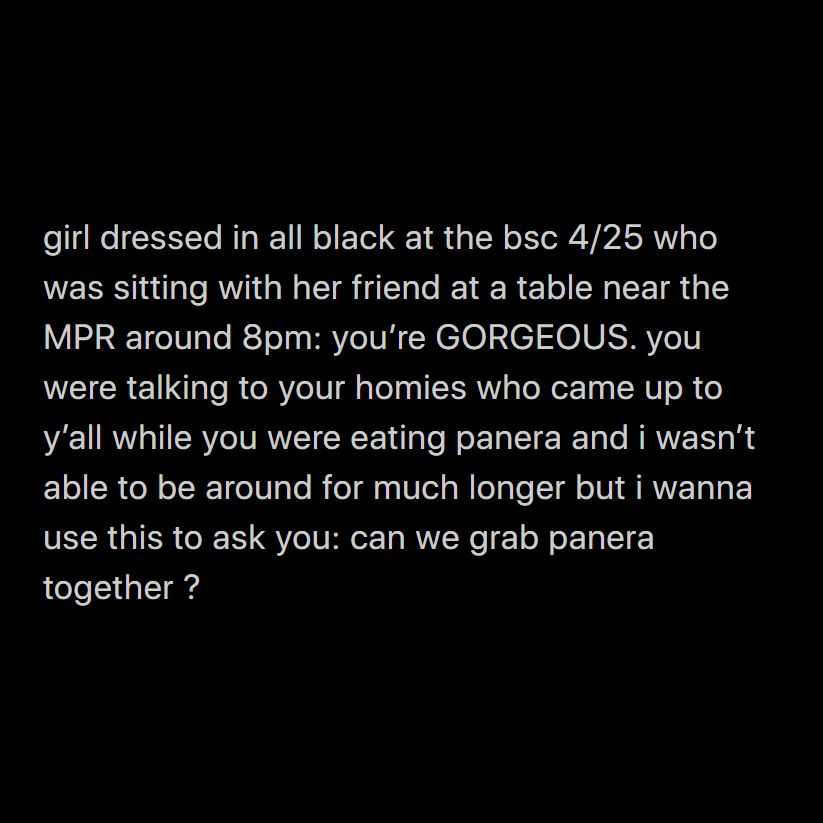 girl dressed in all black at the bsc 4/25 who
was sitting with her friend at a table near the
MPR around 8pm: you’re GORGEOUS. you
were talking to your homies who came up to
y’all while you were eating panera and i wasn’t
able to be around for much longer but i wanna
use this to ask you: can we grab panera
together ?